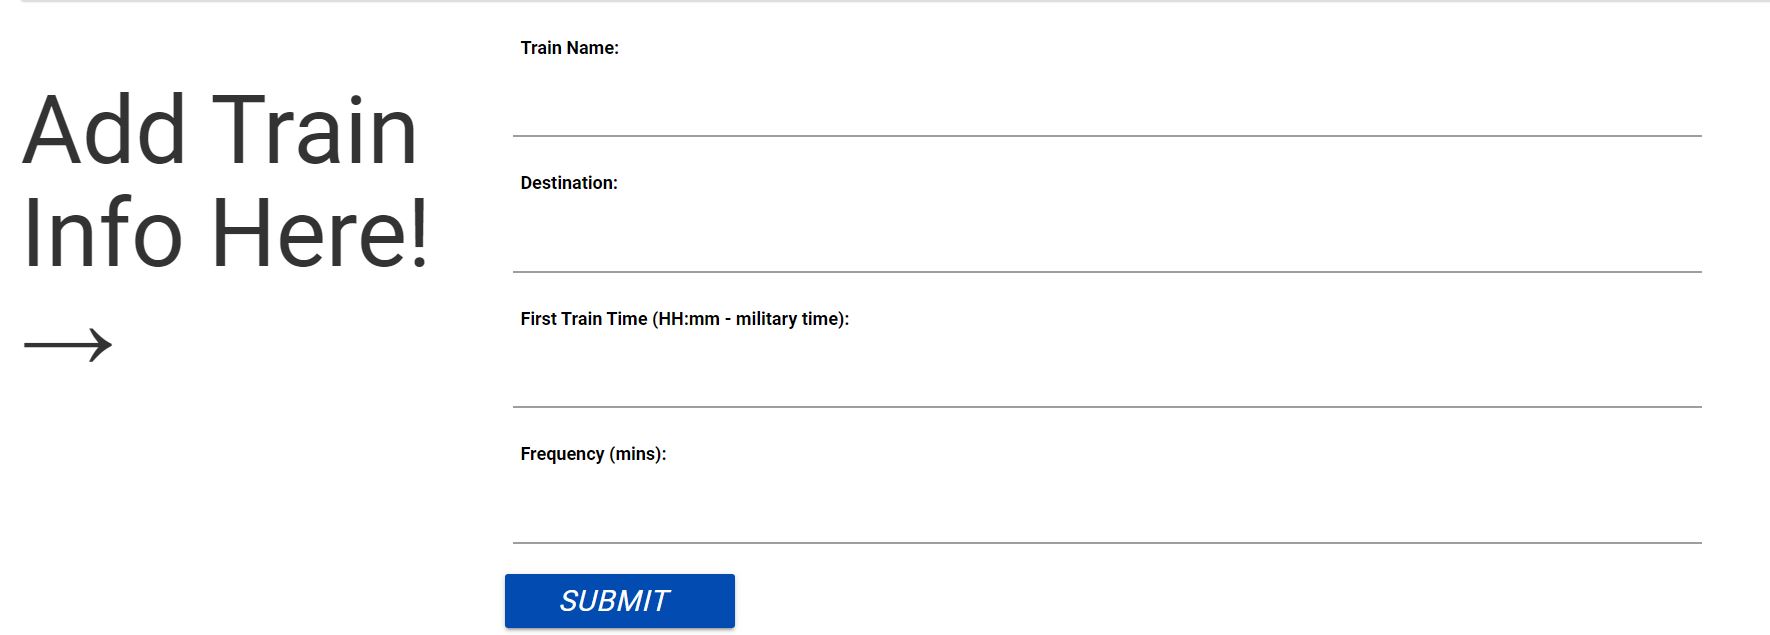 Add Train
Info Here!
→
Train Name:
Destination:
First Train Time (HH:mm - military time):
Frequency (mins):
SUBMIT